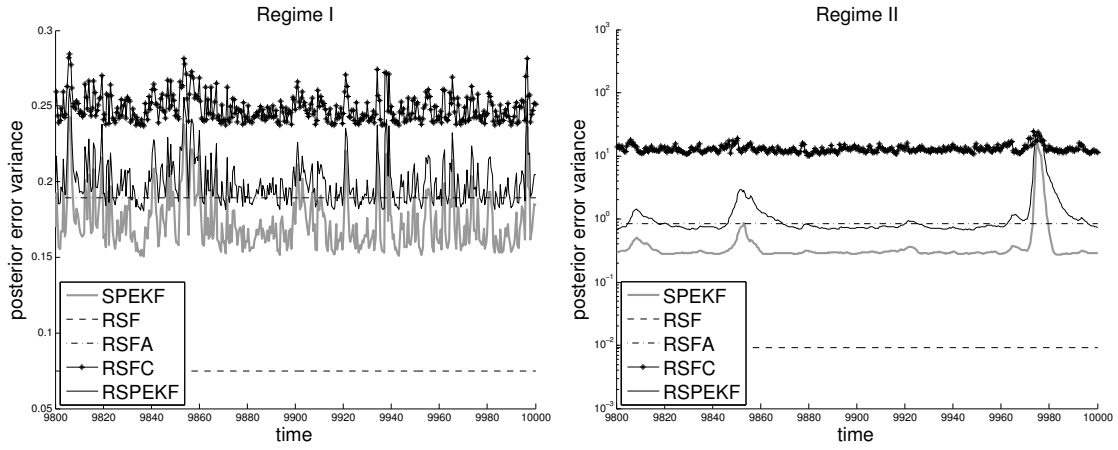 Regime I
0.3
0.25
0.2
0.15
0.1
0.05
posterior error variance
SPEKF
RSF
RSFA
RSFC
RSPEKF
9800 9820 9840 9860 9880 9900 9920 9940 9960 9980 10000
time
Regime II
10³
10²
10¹
10⁰
10⁻¹
10⁻²
10⁻³
posterior error variance
SPEKF
RSF
RSFA
RSFC
RSPEKF
9800 9820 9840 9860 9880 9900 9920 9940 9960 9980 10000
time